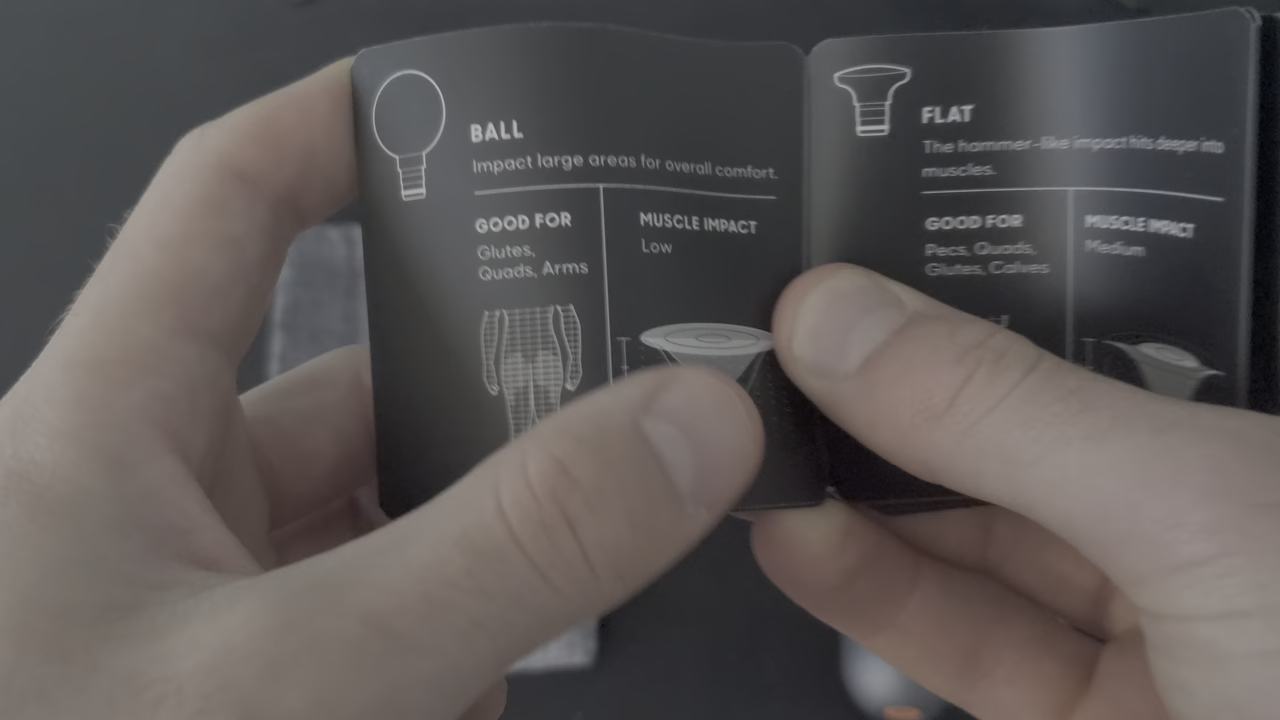 BALL
Impact large areas for overall comfort.
GOOD FOR
Glutes,
Quads, Arms
MUSCLE IMPACT
Low
FLAT
The hammer-like impact hits deeper into
muscles.
GOOD FOR
Pecs, Quads,
Glutes, Calves
MUSCLE IMPACT
Medium